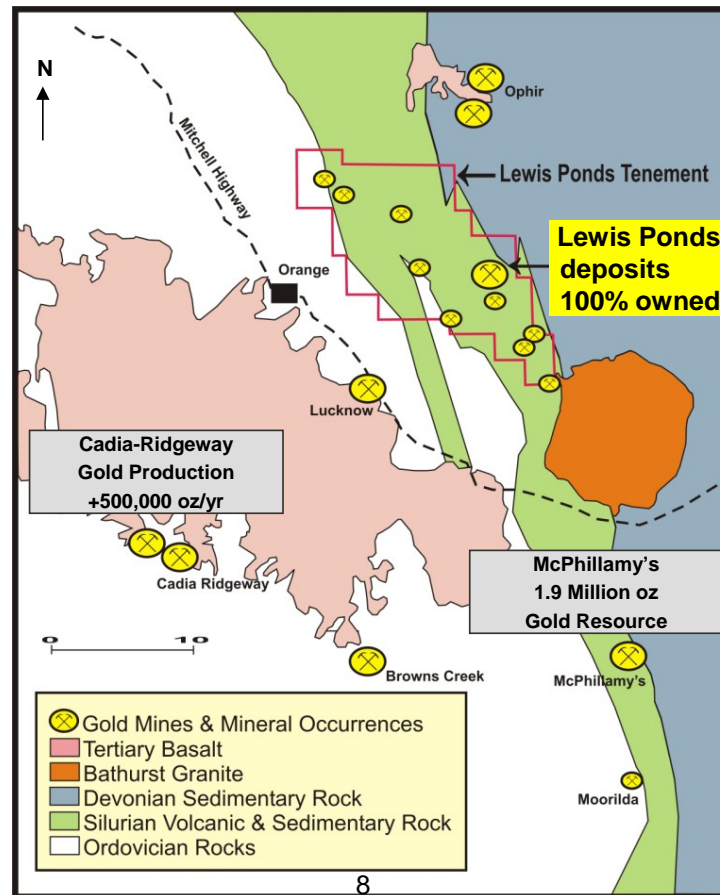 N
Ophir
Mitchell Highway
Lewis Ponds Tenement
Lewis Ponds
deposits
100% owned
Orange
Lucknow
Cadia-Ridgeway
Gold Production
+500,000 oz/yr
Cadia Ridgeway
McPhillamy's
1.9 Million oz
Gold Resource
0 10
Browns Creek
McPhillamy's
Moorilda
Gold Mines & Mineral Occurrences
Tertiary Basalt
Bathurst Granite
Devonian Sedimentary Rock
Silurian Volcanic & Sedimentary Rock
Ordovician Rocks
8